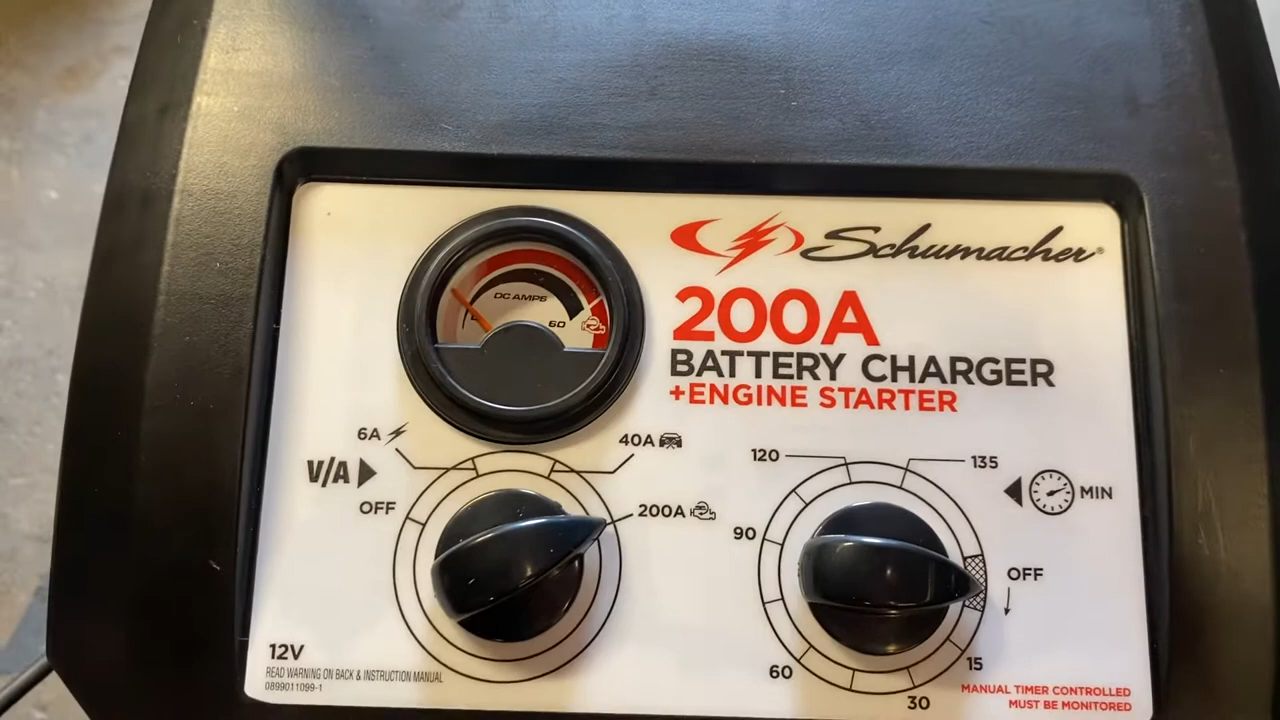 Schumacher®
200A
BATTERY CHARGER
+ENGINE STARTER
DC AMPS
60
6A
40A
V/A
OFF
200A
120
135
MIN
90
OFF
60
15
30
12V
READ WARNING ON BACK & INSTRUCTION MANUAL
0899011099-1
MANUAL TIMER CONTROLLED
MUST BE MONITORED